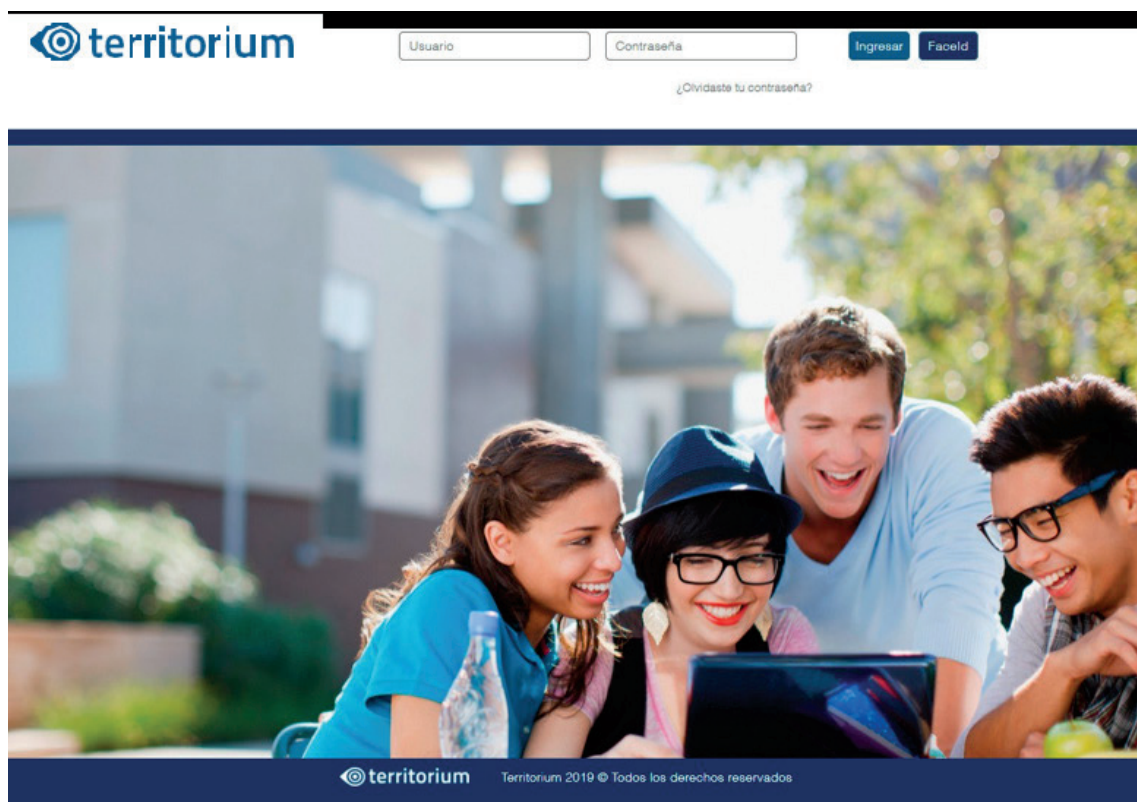 territorium
Usuario
Contraseña
Ingresar
FaceId
¿Olvidaste tu contraseña?
territorium
Territorium 2019 © Todos los derechos reservados